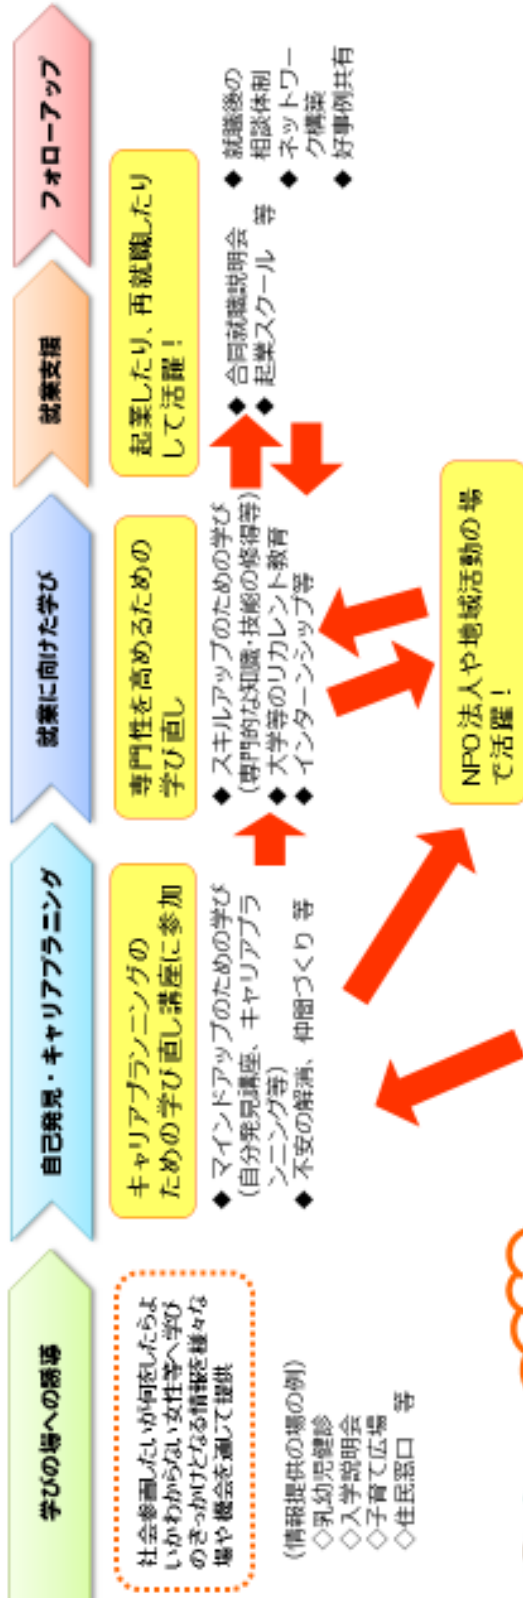 学びの場への誘導
自己発見・キャリアプラニング
就業に向けた学び
就業支援
フォローアップ
社会参画したいが何をしたらよ
いかわからない女性等へ学び
のきっかけとなる情報を様々な
場や機会を通して提供
(情報提供の場の例)
◇乳幼児健診
◇入学説明会
◇子育て広場
◇住民窓口 等
キャリアプランニングの
ための学び直し講座に参加
◆ マインドアップのための学び
(自分発見講座、キャリアプラ
ンニング等)
◆ 不安の解消、仲間づくり 等
専門性を高めるための
学び直し
◆ スキルアップのための学び
(専門的な知識・技能の修得等)
◆ 大学等のリカレント教育
◆ インターンシップ等
起業したり、再就職したり
して活躍！
◆ 合同就職説明会
◆ 起業スクール 等
◆ 就職後の
相談体制
◆ ネットワー
ク構築
◆ 好事例共有
NPO法人や地域活動の場
で活躍！